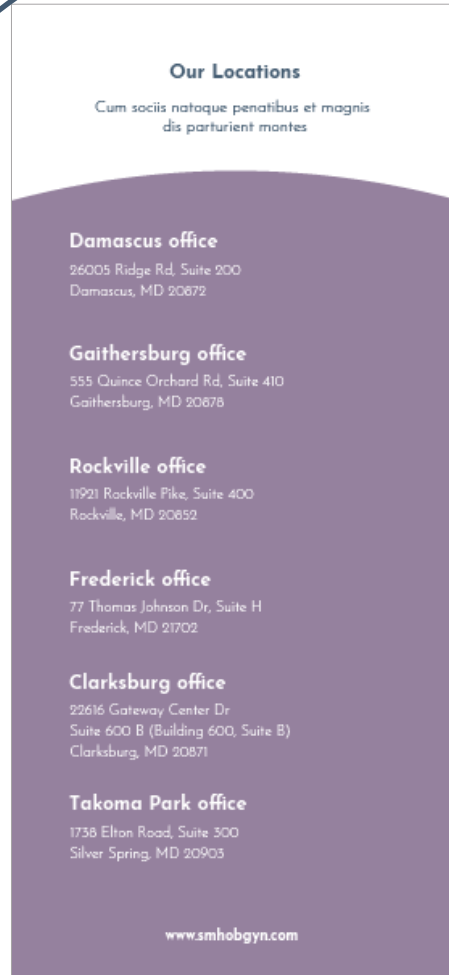 Our Locations
Cum sociis natoque penatibus et magnis
dis parturient montes
Damascus office
26005 Ridge Rd, Suite 200
Damascus, MD 20872
Gaithersburg office
555 Quince Orchard Rd, Suite 410
Gaithersburg, MD 20878
Rockville office
11921 Rockville Pike, Suite 400
Rockville, MD 20852
Frederick office
77 Thomas Johnson Dr, Suite H
Frederick, MD 21702
Clarksburg office
22616 Gateway Center Dr
Suite 600 B (Building 600, Suite B)
Clarksburg, MD 20871
Takoma Park office
1738 Elton Road, Suite 300
Silver Spring, MD 20903
www.smhobgyn.com